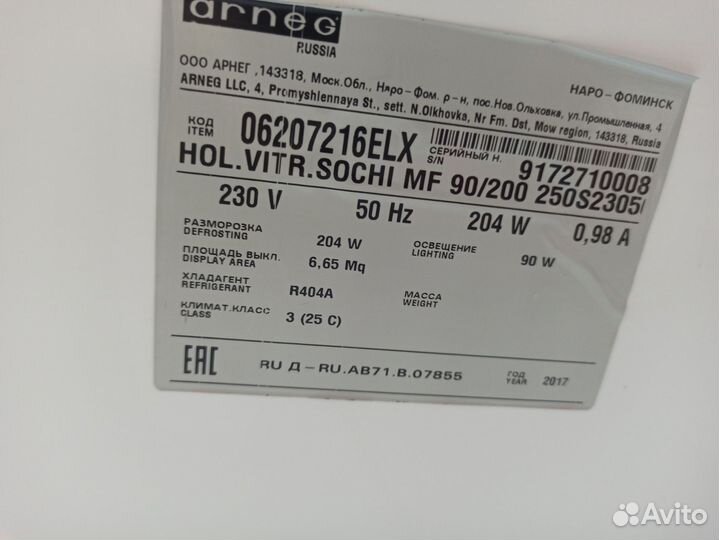 arneg
RUSSIA
НАРО-ФОМИНСК
ООО АРНЕГ ,143318, Моск.Обл., Наро-Фом. р-н, пос.Нов.Ольховка, ул.Промышленная, 4
ARNEG LLC, 4, Promyshlennaya St., sett. N.Olkhovka, Nr Fm. Dst, Mow region, 143318, Russia
КОД
ITEM
06207216ELX
СЕРИЙНЫЙ Н.
S/N
9172710008
HOL.VITR.SOCHI MF 90/200 250S2305
230 V 50 Hz 204 W 0,98 A
РАЗМОРОЗКА
DEFROSTING
204 W
ОСВЕЩЕНИЕ
LIGHTING
90 W
ПЛОЩАДЬ ВЫКЛ.
DISPLAY AREA
6,65 Mq
ХЛАДАГЕНТ
REFRIGERANT
R404A
МАССА
WEIGHT
КЛИМАТ.КЛАСС
CLASS
3 (25 C)
EAC
RU Д-RU.АВ71.В.07855
ГОД
YEAR
2017
Avito